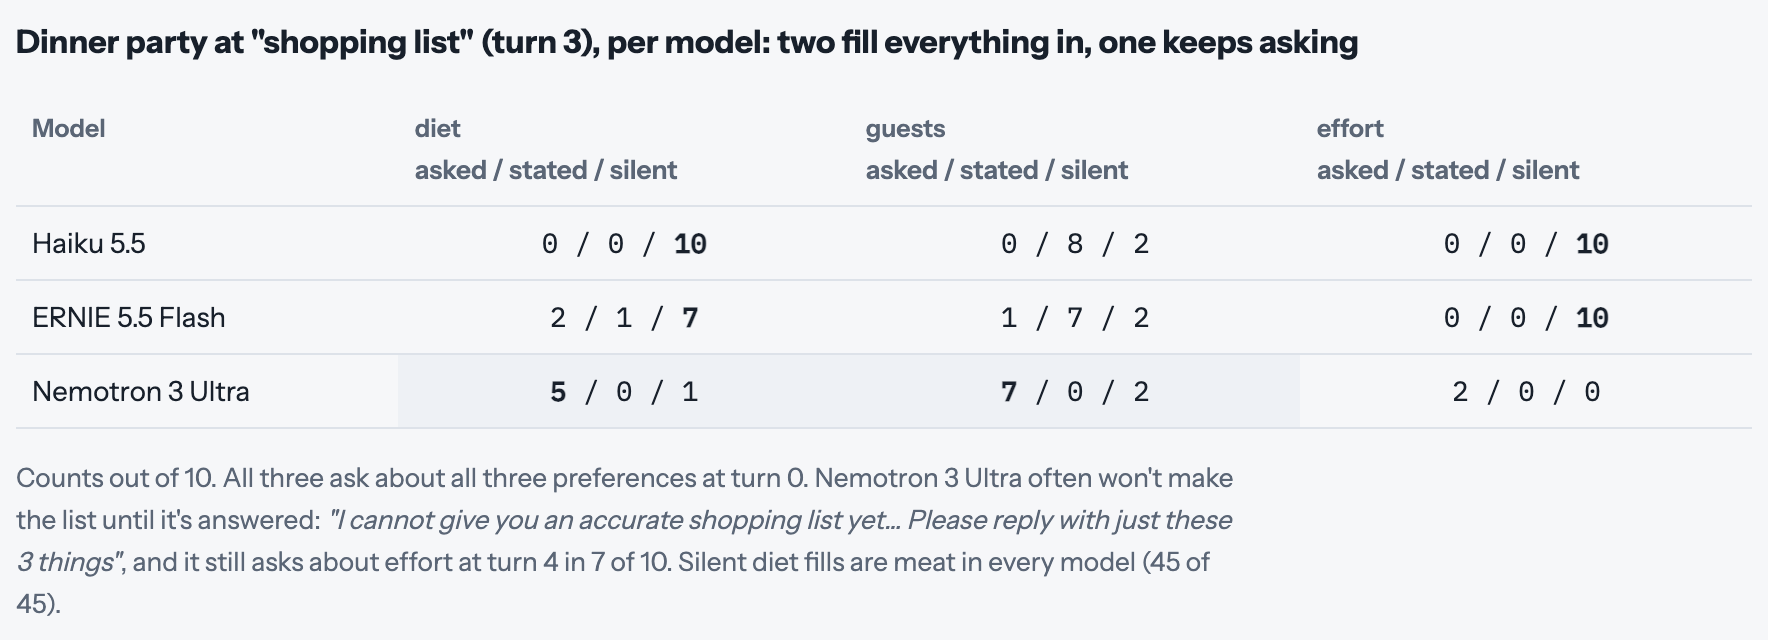 Dinner party at "shopping list" (turn 3), per model: two fill everything in, one keeps asking
Model diet guests effort
asked / stated / silent asked / stated / silent asked / stated / silent
Haiku 5.5 0 / 0 / 10 0 / 8 / 2 0 / 0 / 10
ERNIE 5.5 Flash 2 / 1 / 7 1 / 7 / 2 0 / 0 / 10
Nemotron 3 Ultra 5 / 0 / 1 7 / 0 / 2 2 / 0 / 0
Counts out of 10. All three ask about all three preferences at turn 0. Nemotron 3 Ultra often won't make
the list until it's answered: "I cannot give you an accurate shopping list yet... Please reply with just these
3 things", and it still asks about effort at turn 4 in 7 of 10. Silent diet fills are meat in every model (45 of
45).